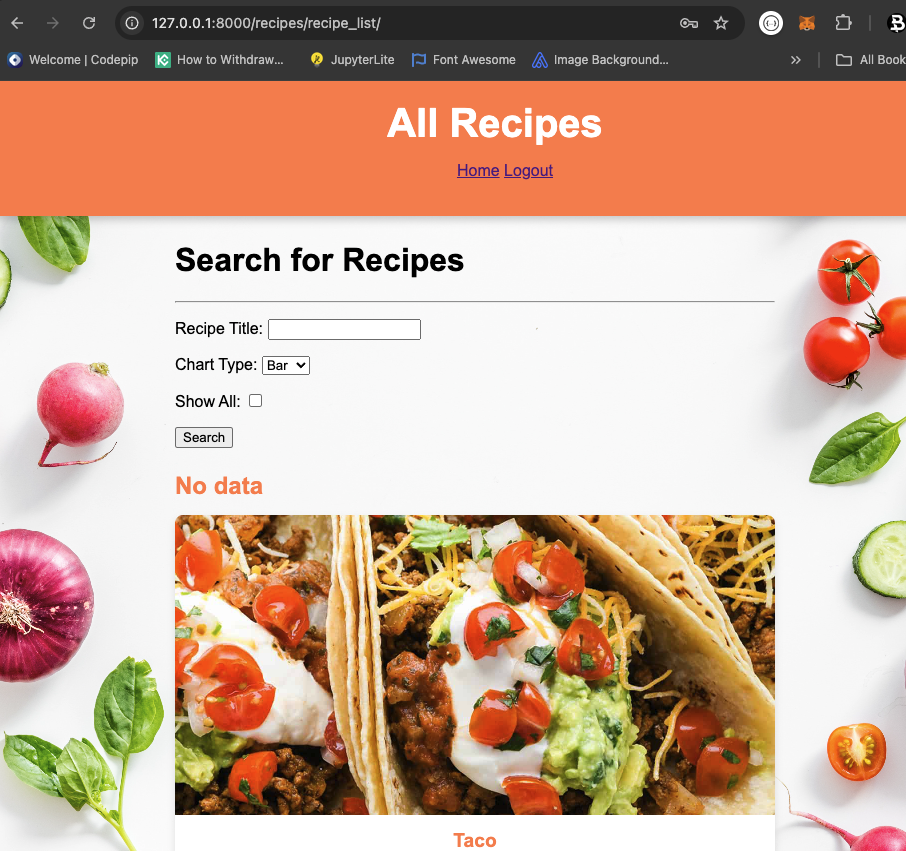 127.0.0.1:8000/recipes/recipe_list/
Welcome | Codepip How to Withdraw... JupyterLite Font Awesome Image Background... All Book
All Recipes
Home Logout
Search for Recipes
Recipe Title:
Chart Type: Bar
Show All:
Search
No data
Taco